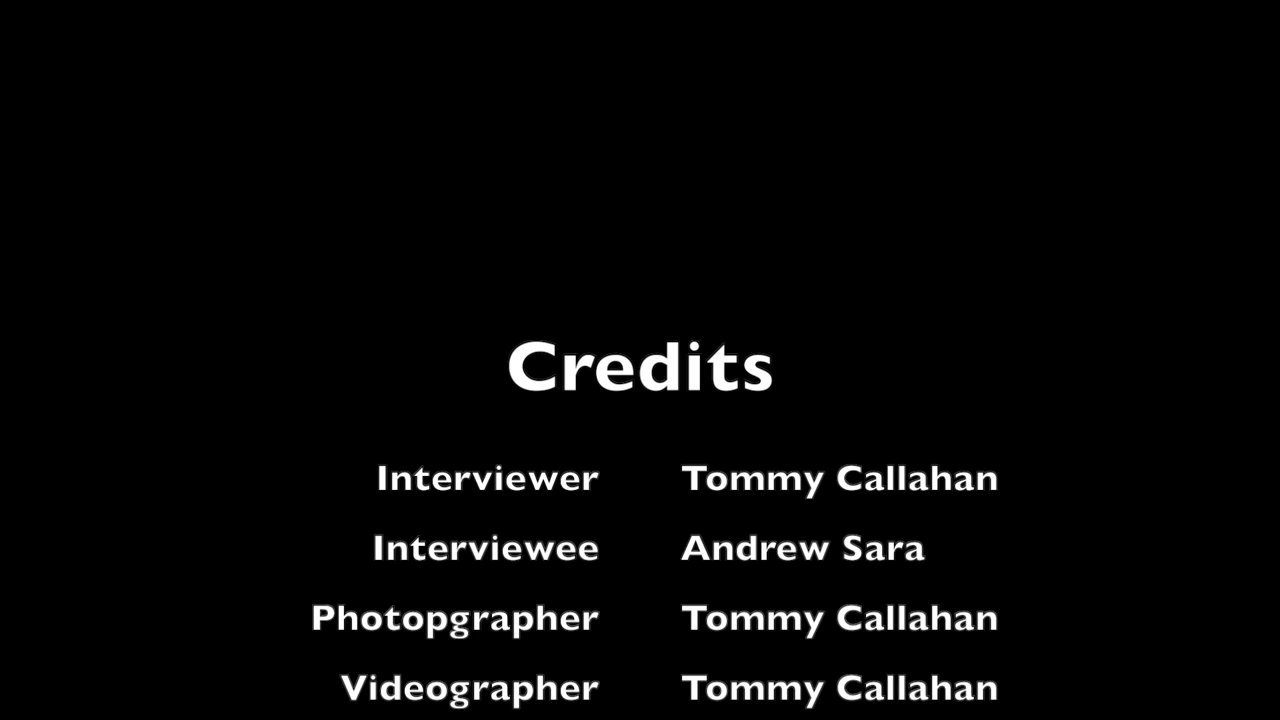 Credits
Interviewer Tommy Callahan
Interviewee Andrew Sara
Photopgrapher Tommy Callahan
Videographer Tommy Callahan